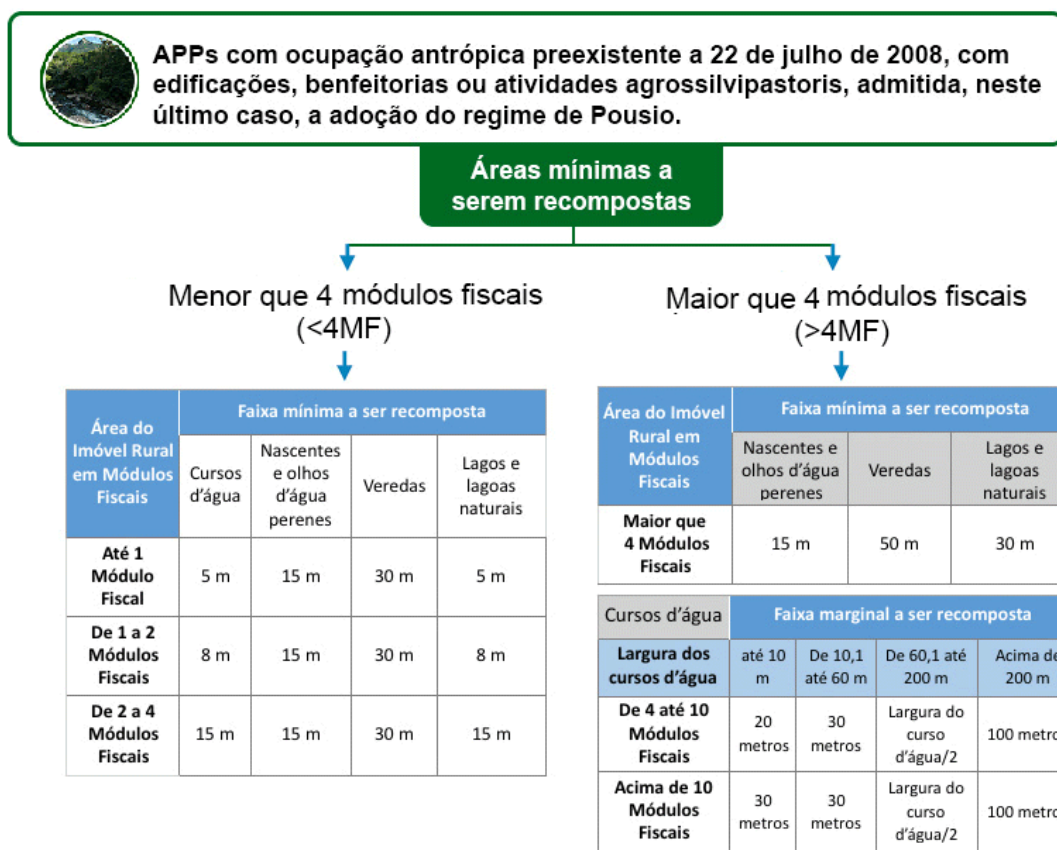 APPs com ocupação antrópica preexistente a 22 de julho de 2008, com
edificações, benfeitorias ou atividades agrossilvipastoris, admitida, neste
último caso, a adoção do regime de Pousio.
Áreas mínimas a
serem recompostas
Menor que 4 módulos fiscais
(<4MF)
Área do
Imóvel Rural
em Módulos
Fiscais
Faixa mínima a ser recomposta
Cursos
d'água
Nascentes
e olhos
d'água
perenes
Veredas
Lagos e
lagoas
naturais
Até 1
Módulo
Fiscal
5 m
15 m
30 m
5 m
De 1 a 2
Módulos
Fiscais
8 m
15 m
30 m
8 m
De 2 a 4
Módulos
Fiscais
15 m
15 m
30 m
15 m
Maior que 4 módulos fiscais
(>4MF)
Área do Imóvel
Rural em
Módulos
Fiscais
Faixa mínima a ser recomposta
Nascentes e
olhos d'água
perenes
Veredas
Lagos e
lagoas
naturais
Maior que
4 Módulos
Fiscais
15 m
50 m
30 m
Cursos d'água
Faixa marginal a ser recomposta
Largura dos
cursos d'água
até 10
m
De 10,1
até 60 m
De 60,1 até
200 m
Acima de
200 m
De 4 até 10
Módulos
Fiscais
20
metros
30
metros
Largura do
curso
d'água/2
100 metro
Acima de 10
Módulos
Fiscais
30
metros
30
metros
Largura do
curso
d'água/2
100 metro